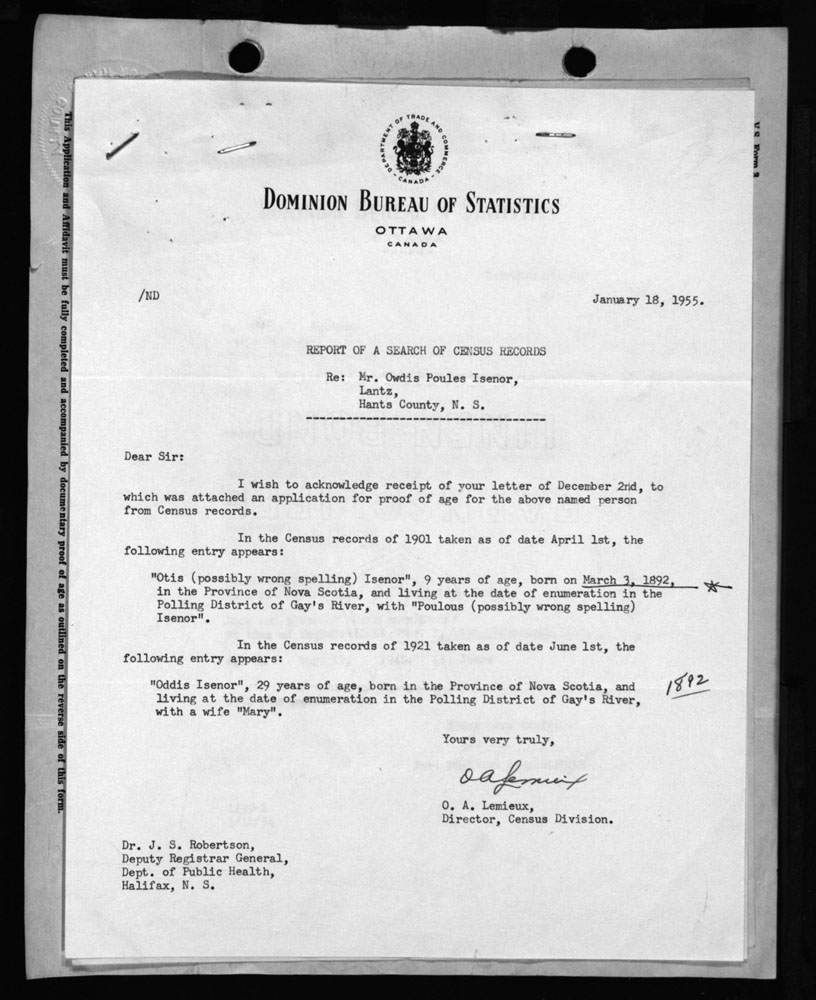 DEPARTMENT OF TRADE AND COMMERCE
- CANADA -
DOMINION BUREAU OF STATISTICS
OTTAWA
CANADA
/ND
January 18, 1955.
REPORT OF A SEARCH OF CENSUS RECORDS
Re: Mr. Owdis Poules Isenor,
Lantz,
Hants County, N. S.
Dear Sir:
I wish to acknowledge receipt of your letter of December 2nd, to
which was attached an application for proof of age for the above named person
from Census records.
In the Census records of 1901 taken as of date April 1st, the
following entry appears:
"Otis (possibly wrong spelling) Isenor", 9 years of age, born on March 3, 1892,
in the Province of Nova Scotia, and living at the date of enumeration in the
Polling District of Gay's River, with "Poulous (possibly wrong spelling)
Isenor".
In the Census records of 1921 taken as of date June 1st, the
following entry appears:
"Oddis Isenor", 29 years of age, born in the Province of Nova Scotia, and
living at the date of enumeration in the Polling District of Gay's River,
with a wife "Mary".
1892
Yours very truly,
O A Lemieux
O. A. Lemieux,
Director, Census Division.
Dr. J. S. Robertson,
Deputy Registrar General,
Dept. of Public Health,
Halifax, N. S.
This Application and Affidavit must be fully completed and accompanied by documentary proof of age as outlined on the reverse side of this form.